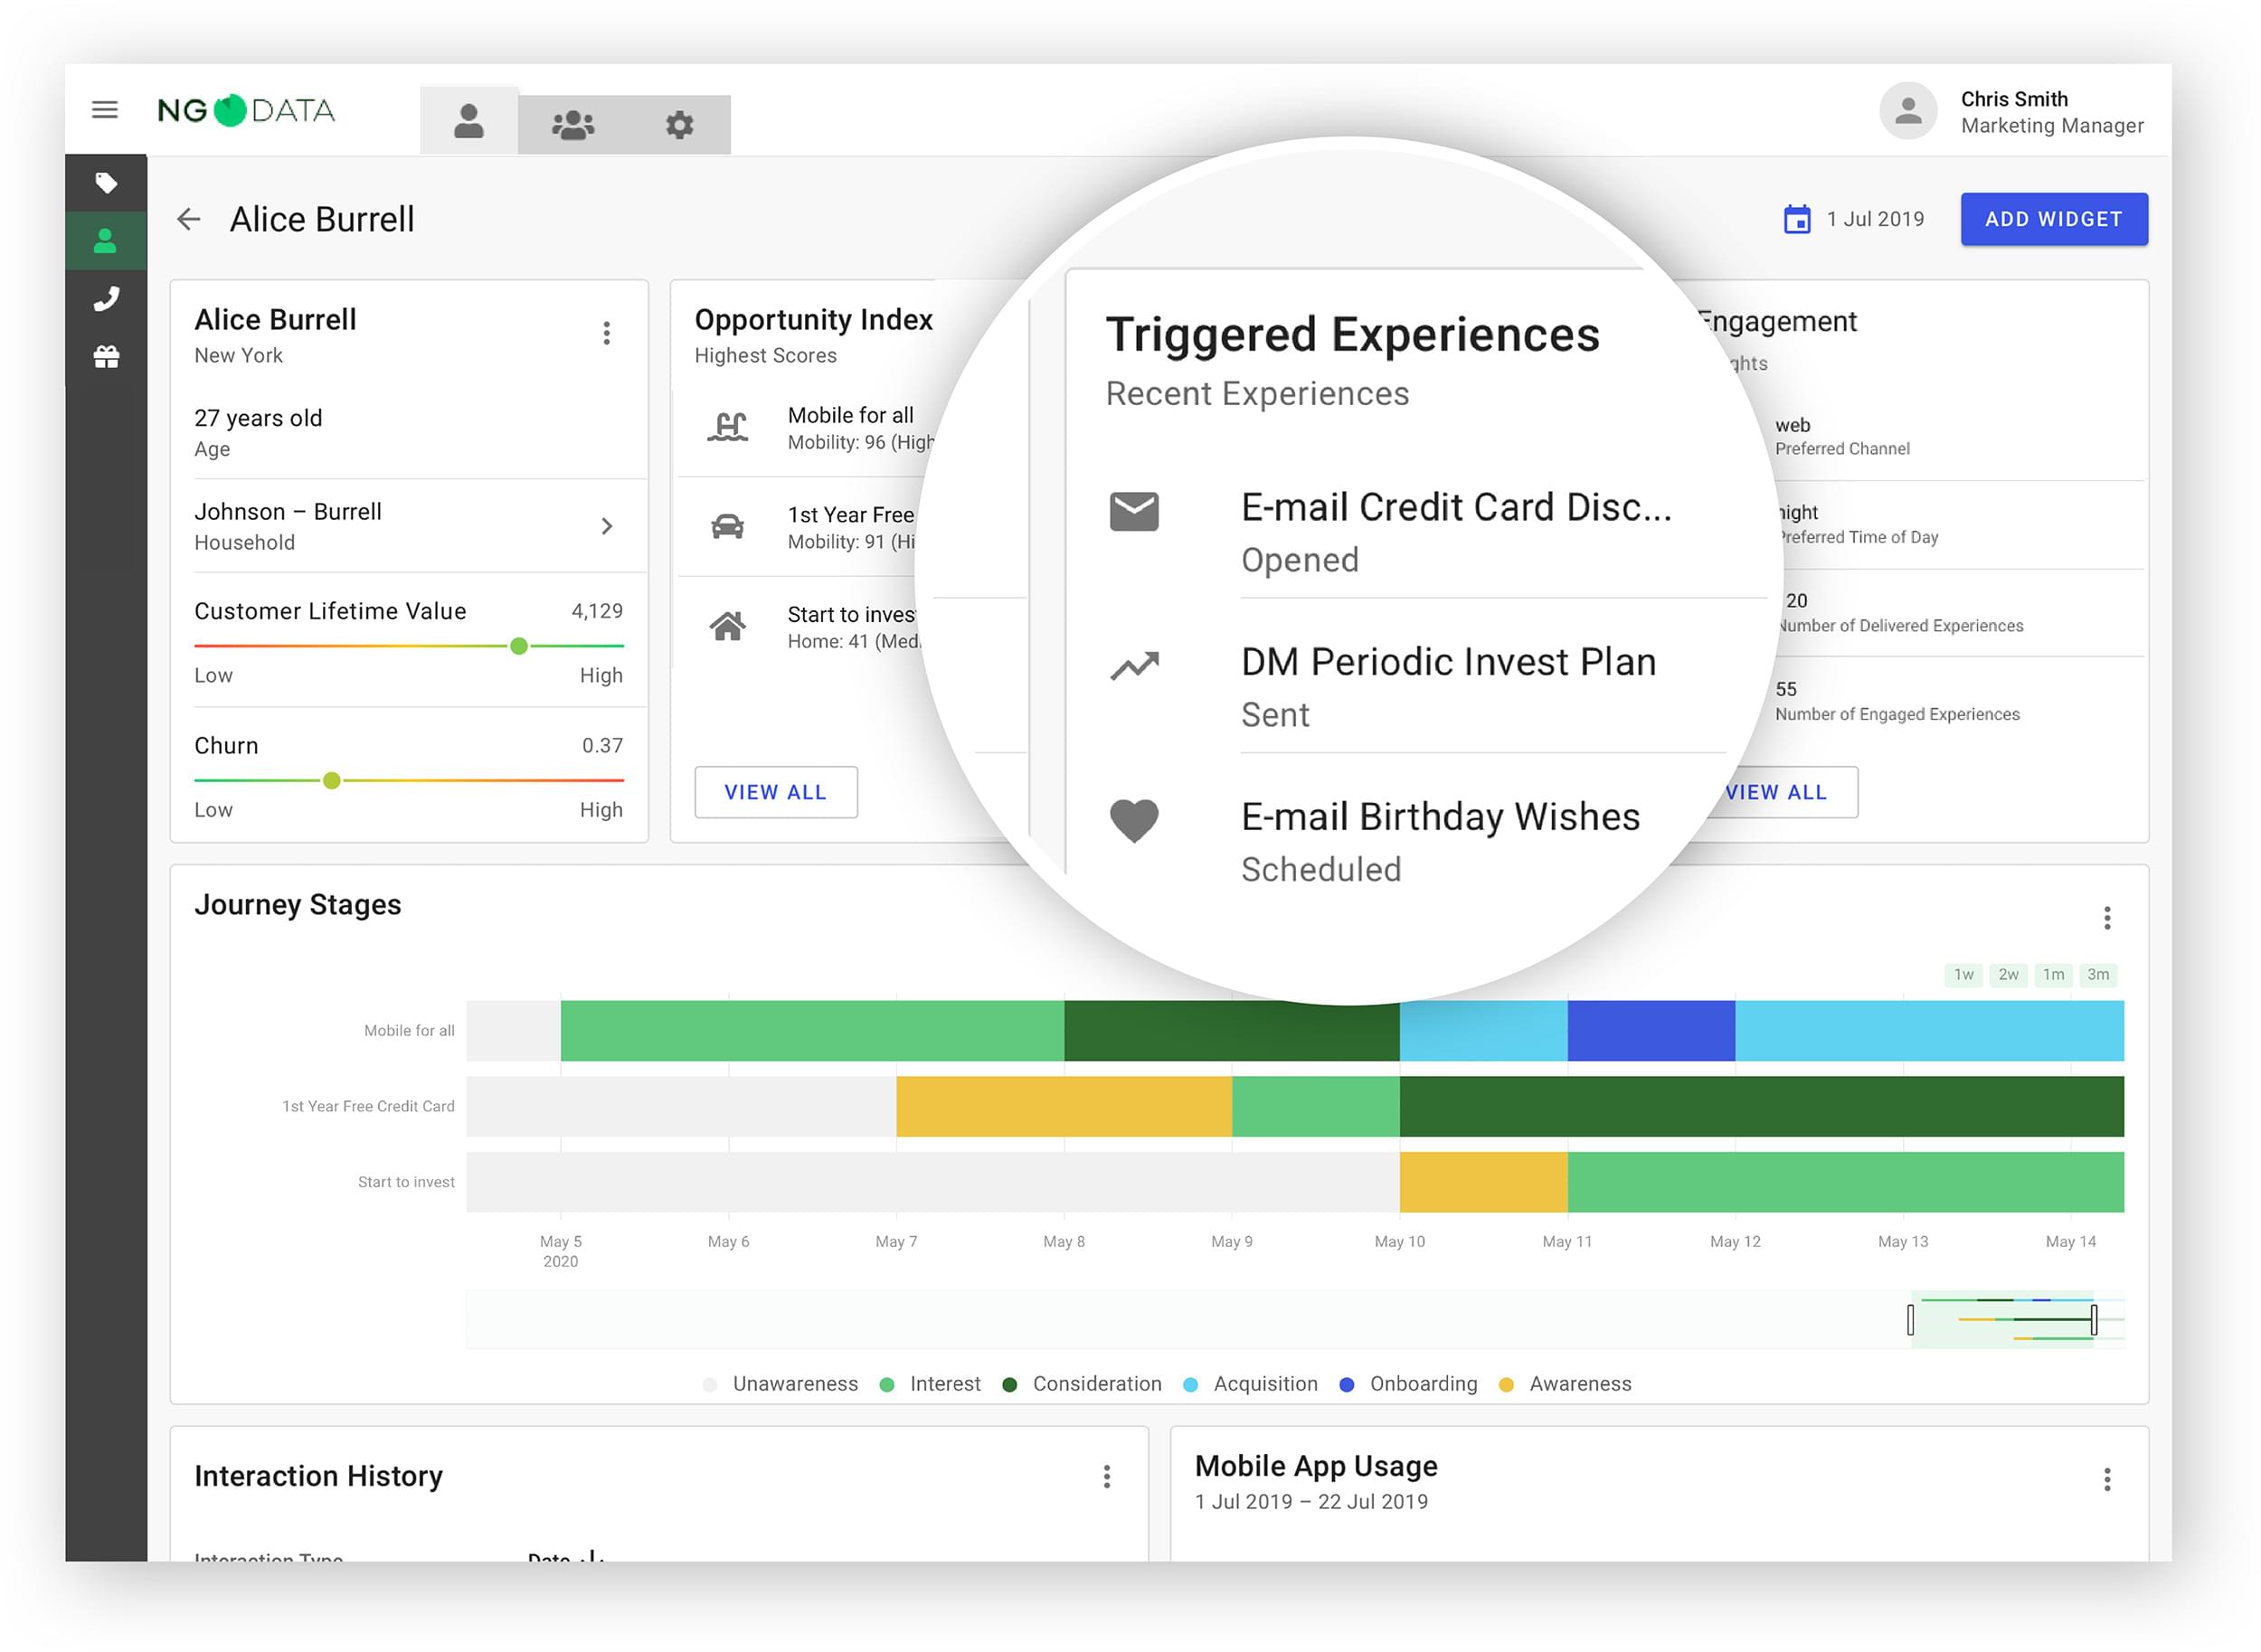 NG DATA
Chris Smith
Marketing Manager
Alice Burrell
1 Jul 2019
ADD WIDGET
Alice Burrell
New York
27 years old
Age
Johnson – Burrell
Household
Customer Lifetime Value 4,129
Low High
Churn 0.37
Low High
Opportunity Index
Highest Scores
Mobile for all
Mobility: 96 (High
1st Year Free
Mobility: 91
Start to
Home: 41
VIEW ALL
Triggered Experiences
Recent Experiences
E-mail Credit Card Disc...
Opened
DM Periodic Invest Plan
Sent
E-mail Birthday Wishes
Scheduled
Engagement
web
Preferred Channel
night
Preferred Time of Day
20
Number of Delivered Experiences
55
Number of Engaged Experiences
VIEW ALL
Journey Stages
1w 2w 1m 3m
Mobile for all
1st Year Free Credit Card
Start to invest
May 5 May 6 May 7 May 8 May 9 May 10 May 11 May 12 May 13 May 14
2020
Unawareness Interest Consideration Acquisition Onboarding Awareness
Interaction History
Interaction Type Date
Mobile App Usage
1 Jul 2019 – 22 Jul 2019